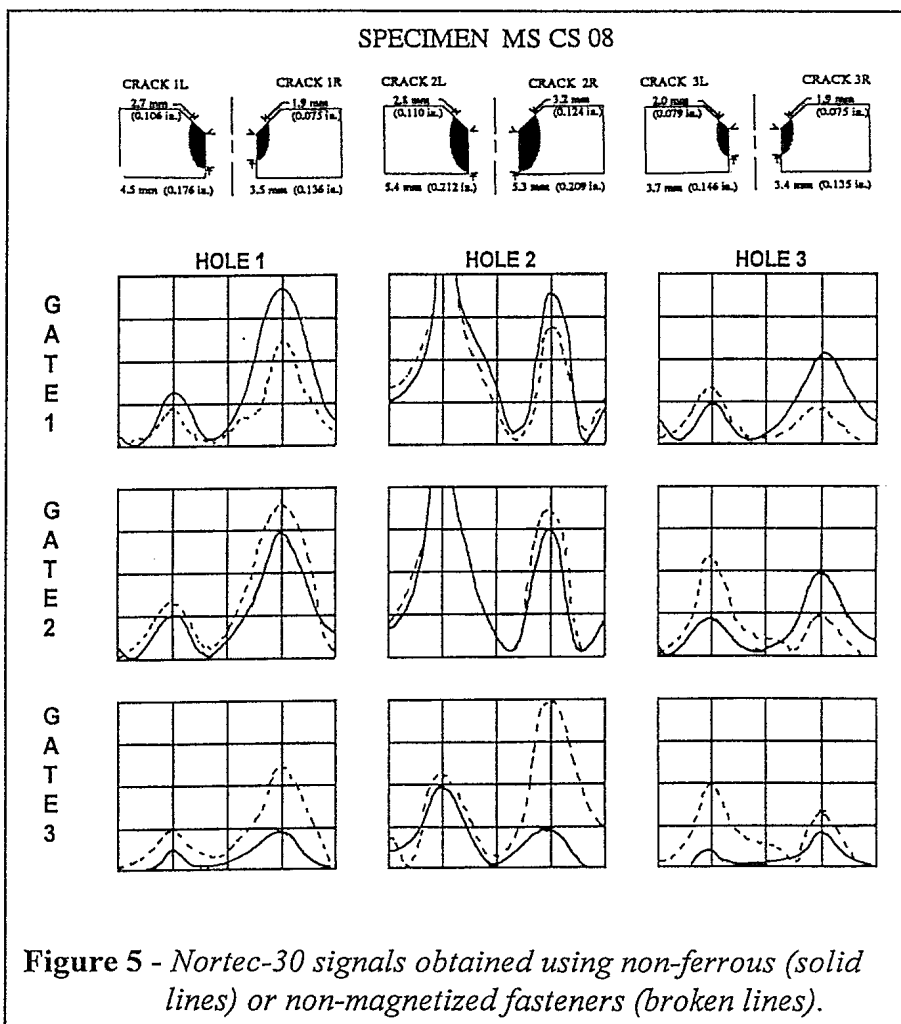 SPECIMEN MS CS 08
CRACK 1L CRACK 1R CRACK 2L CRACK 2R CRACK 3L CRACK 3R
2.7 mm 1.9 mm 2.8 mm 3.2 mm 2.0 mm 1.9 mm
(0.106 in.) (0.075 in.) (0.110 in.) (0.124 in.) (0.079 in.) (0.075 in.)
4.5 mm (0.176 in.) 3.5 mm (0.136 in.) 5.4 mm (0.212 in.) 5.3 mm (0.209 in.) 3.7 mm (0.146 in.) 3.4 mm (0.135 in.)
HOLE 1 HOLE 2 HOLE 3
GATE 1
GATE 2
GATE 3
Figure 5 - Nortec-30 signals obtained using non-ferrous (solid
lines) or non-magnetized fasteners (broken lines).